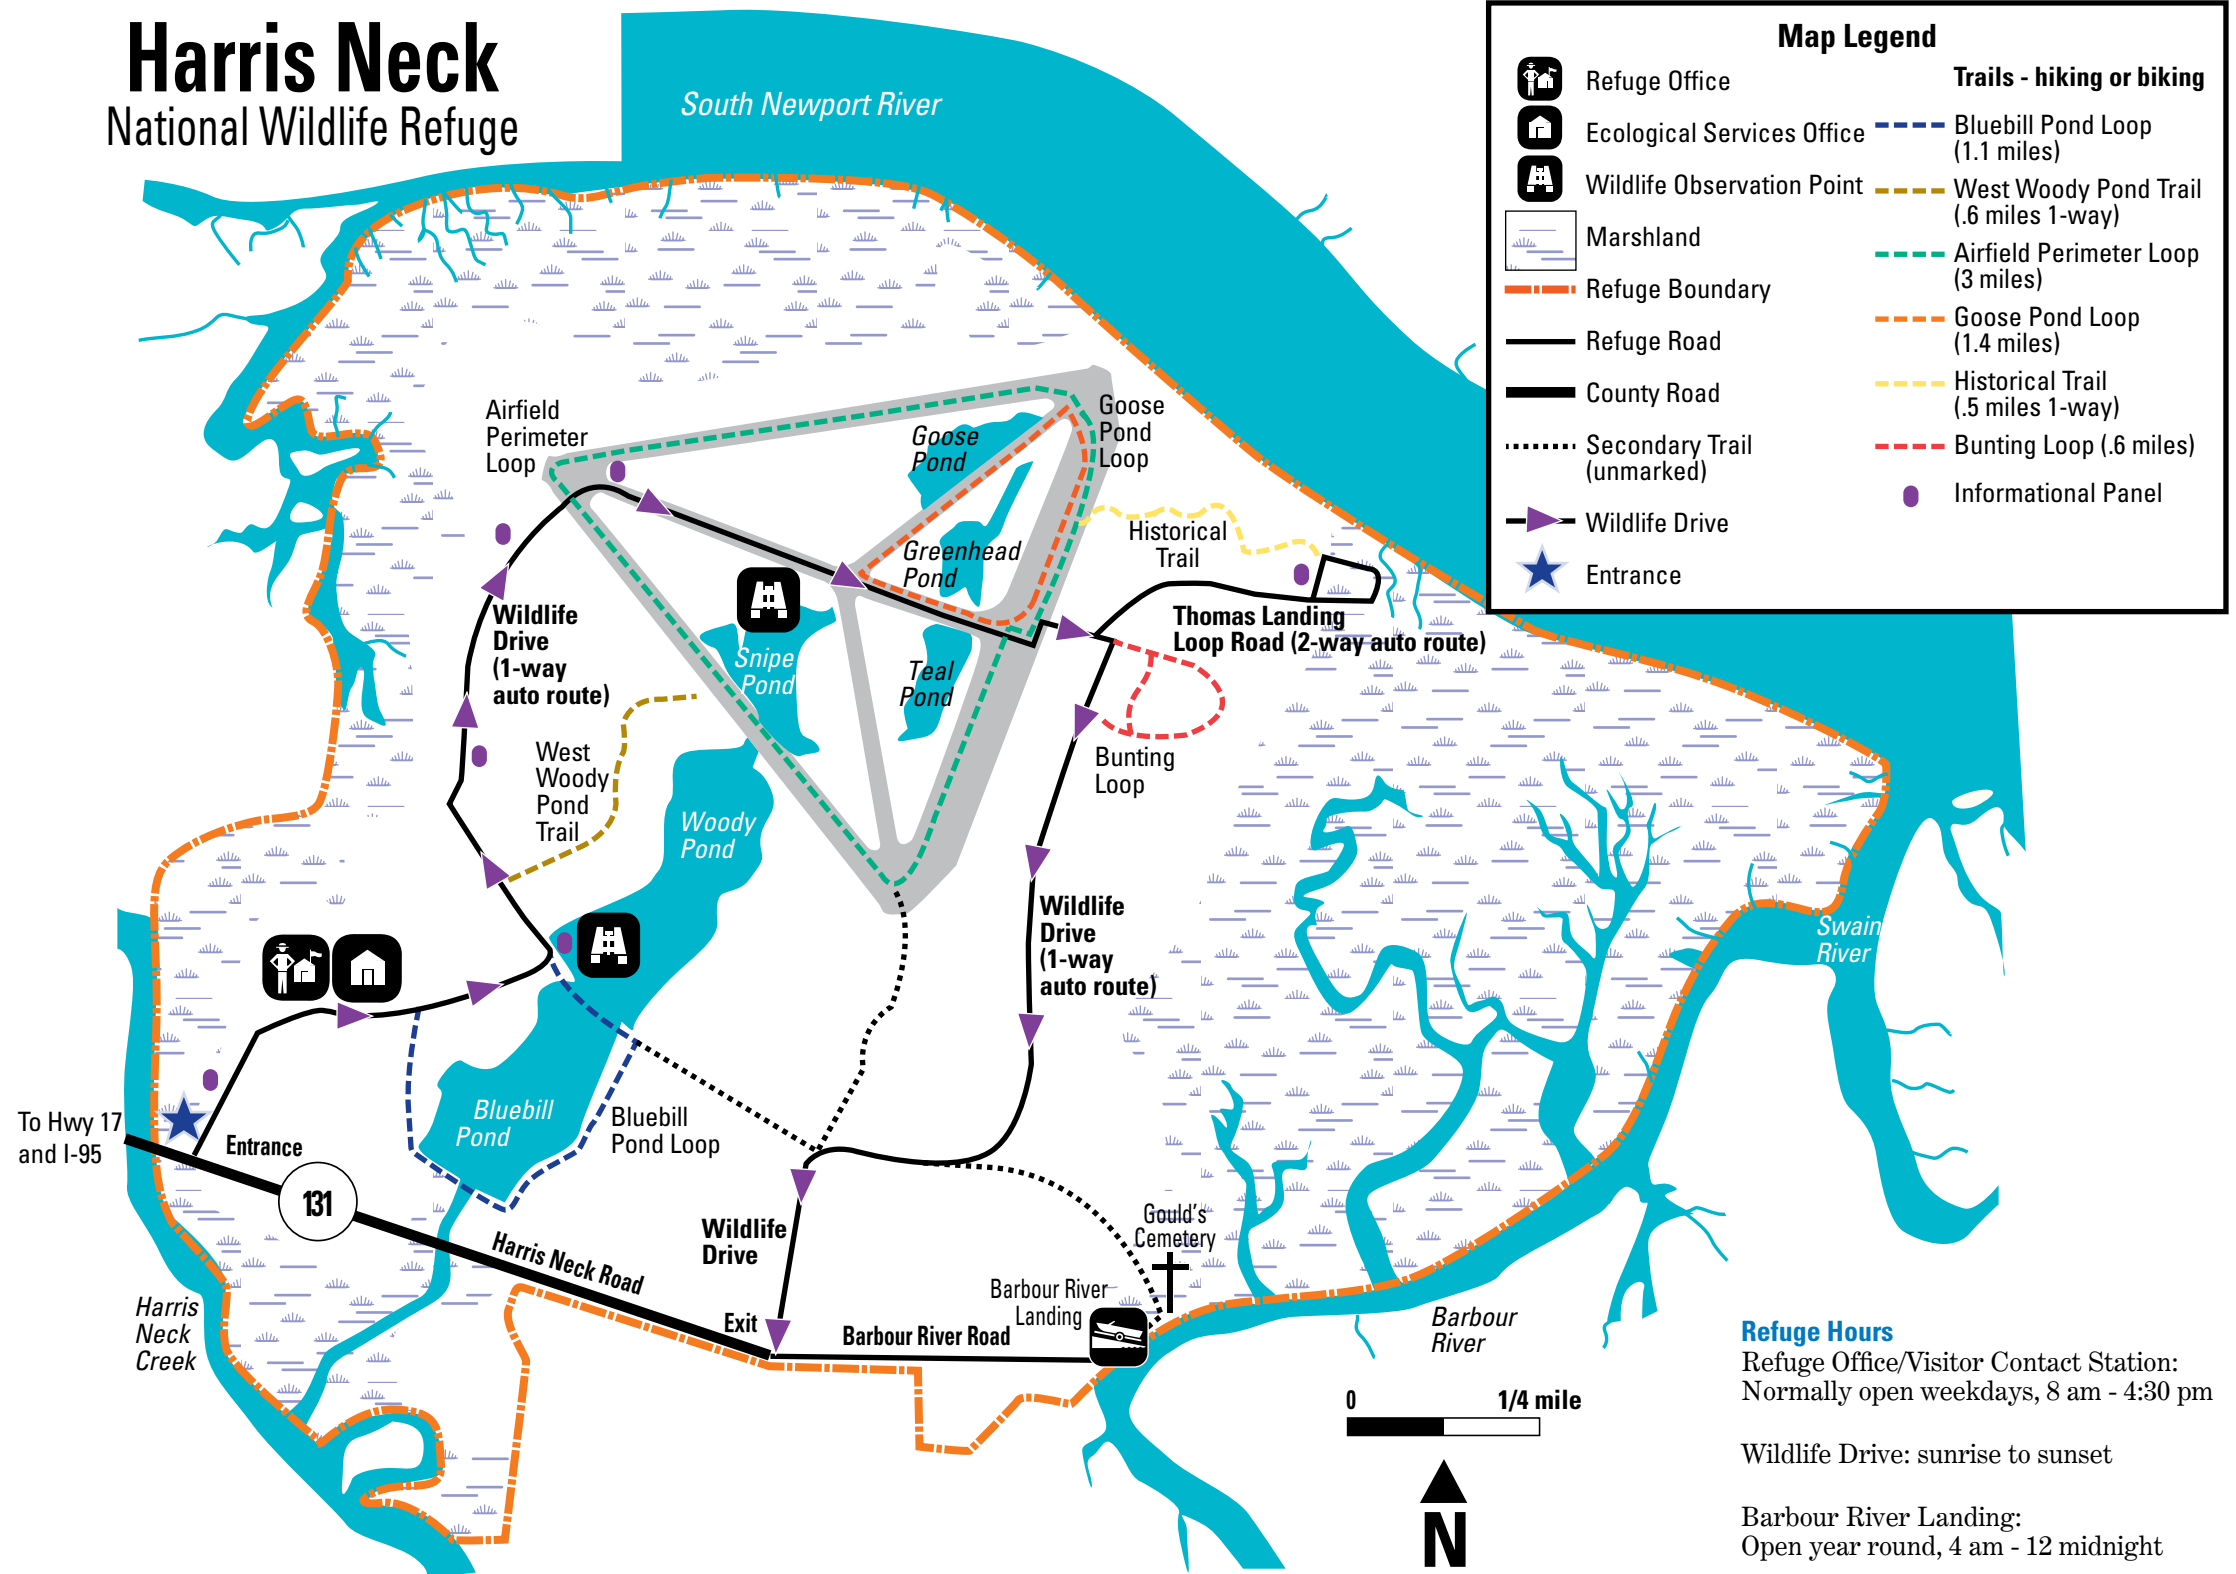 Harris Neck
National Wildlife Refuge
South Newport River
Map Legend
Refuge Office
Ecological Services Office
Wildlife Observation Point
Marshland
Refuge Boundary
Refuge Road
County Road
Secondary Trail
(unmarked)
Wildlife Drive
Entrance
Trails - hiking or biking
Bluebill Pond Loop
(1.1 miles)
West Woody Pond Trail
(.6 miles 1-way)
Airfield Perimeter Loop
(3 miles)
Goose Pond Loop
(1.4 miles)
Historical Trail
(.5 miles 1-way)
Bunting Loop (.6 miles)
Informational Panel
Airfield
Perimeter
Loop
Goose
Pond
Goose
Pond
Loop
Greenhead
Pond
Historical
Trail
Thomas Landing
Loop Road (2-way auto route)
Wildlife
Drive
(1-way
auto route)
Snipe
Pond
Teal
Pond
West
Woody
Pond
Trail
Bunting
Loop
Woody
Pond
Wildlife
Drive
(1-way
auto route)
Swain
River
Bluebill
Pond
Bluebill
Pond Loop
To Hwy 17
and I-95
Entrance
131
Harris Neck Road
Wildlife
Drive
Exit
Gould's
Cemetery
Barbour River
Landing
Barbour River Road
Harris
Neck
Creek
Barbour
River
0 1/4 mile
N
Refuge Hours
Refuge Office/Visitor Contact Station:
Normally open weekdays, 8 am - 4:30 pm
Wildlife Drive: sunrise to sunset
Barbour River Landing:
Open year round, 4 am - 12 midnight